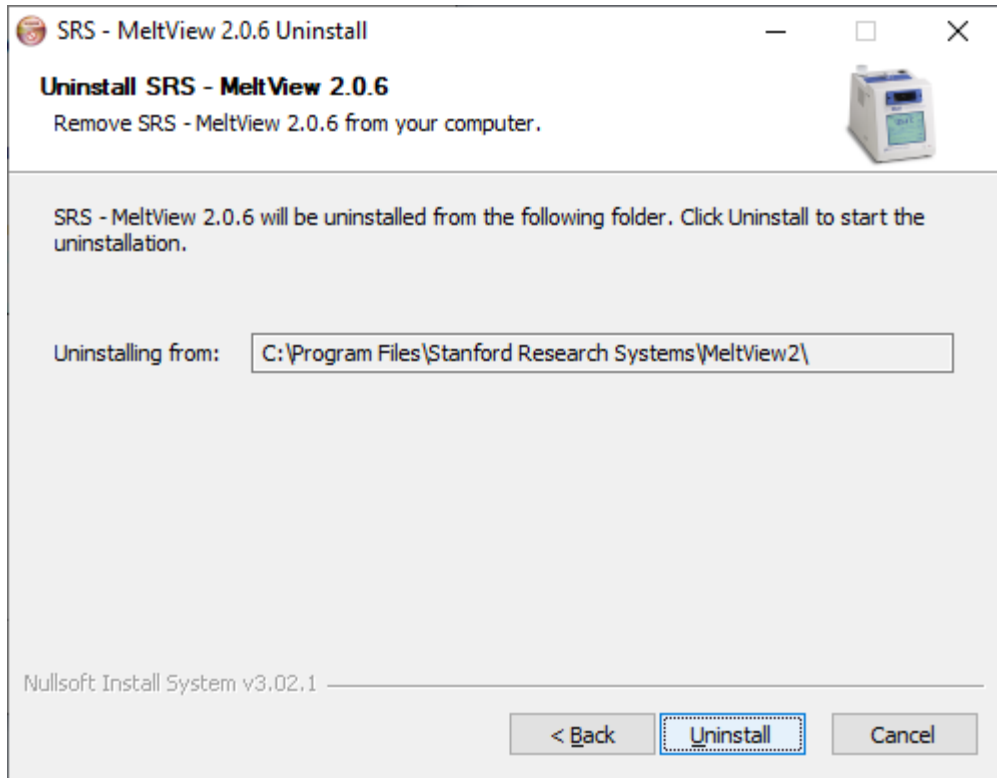 SRS - MeltView 2.0.6 Uninstall
Uninstall SRS - MeltView 2.0.6
Remove SRS - MeltView 2.0.6 from your computer.
SRS - MeltView 2.0.6 will be uninstalled from the following folder. Click Uninstall to start the
uninstallation.
Uninstalling from: C:\Program Files\Stanford Research Systems\MeltView2\
Nullsoft Install System v3.02.1
< Back Uninstall Cancel